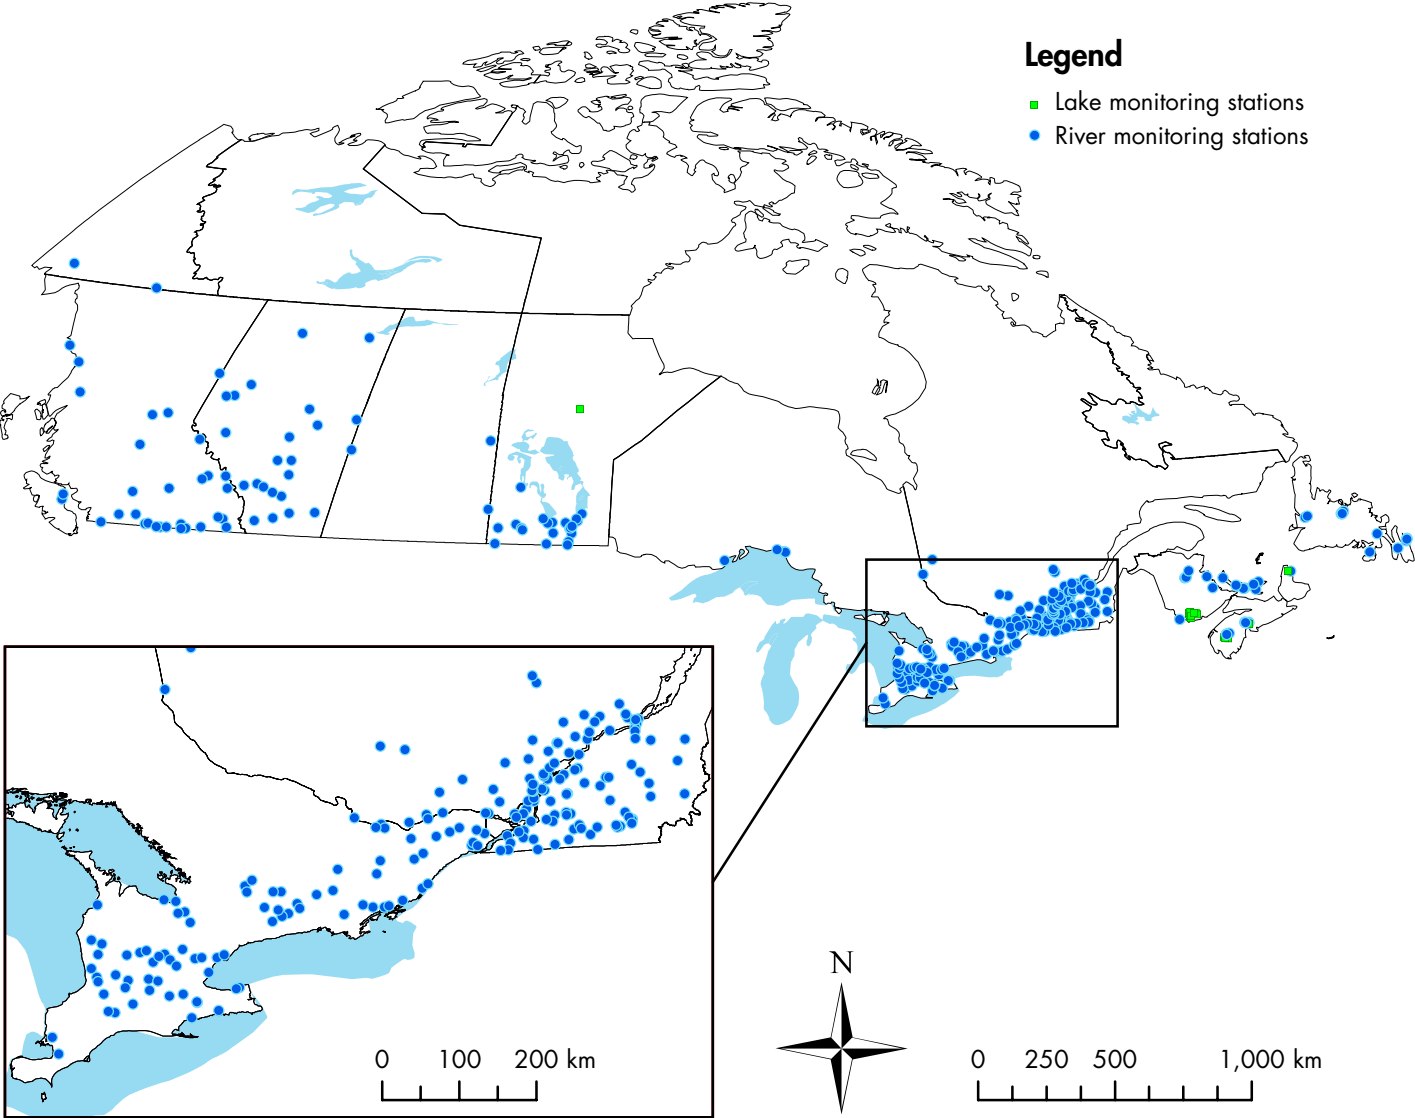 Legend
Lake monitoring stations
River monitoring stations
N
0 100 200 km
0 250 500 1,000 km